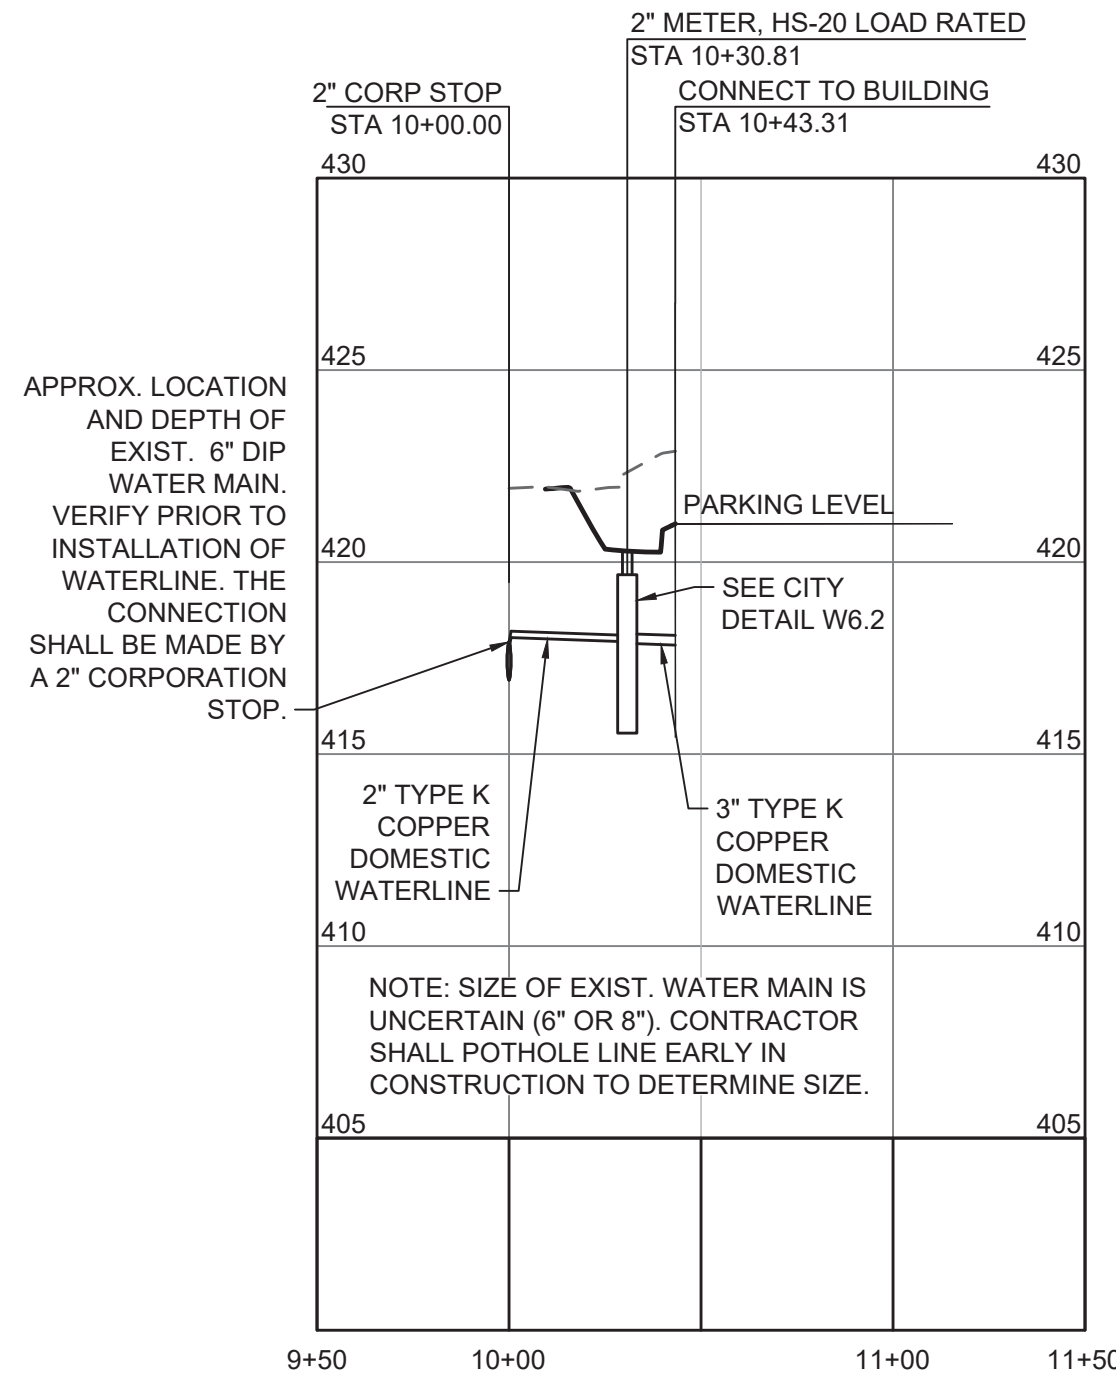 2" METER, HS-20 LOAD RATED
STA 10+30.81
2" CORP STOP
STA 10+00.00
CONNECT TO BUILDING
STA 10+43.31
430
430
425
425
APPROX. LOCATION
AND DEPTH OF
EXIST. 6" DIP
WATER MAIN.
VERIFY PRIOR TO
INSTALLATION OF
WATERLINE. THE
CONNECTION
SHALL BE MADE BY
A 2" CORPORATION
STOP.
PARKING LEVEL
420
420
SEE CITY
DETAIL W6.2
415
415
2" TYPE K
COPPER
DOMESTIC
WATERLINE
3" TYPE K
COPPER
DOMESTIC
WATERLINE
410
410
NOTE: SIZE OF EXIST. WATER MAIN IS
UNCERTAIN (6" OR 8"). CONTRACTOR
SHALL POTHOLE LINE EARLY IN
CONSTRUCTION TO DETERMINE SIZE.
405
405
9+50
10+00
11+00
11+50